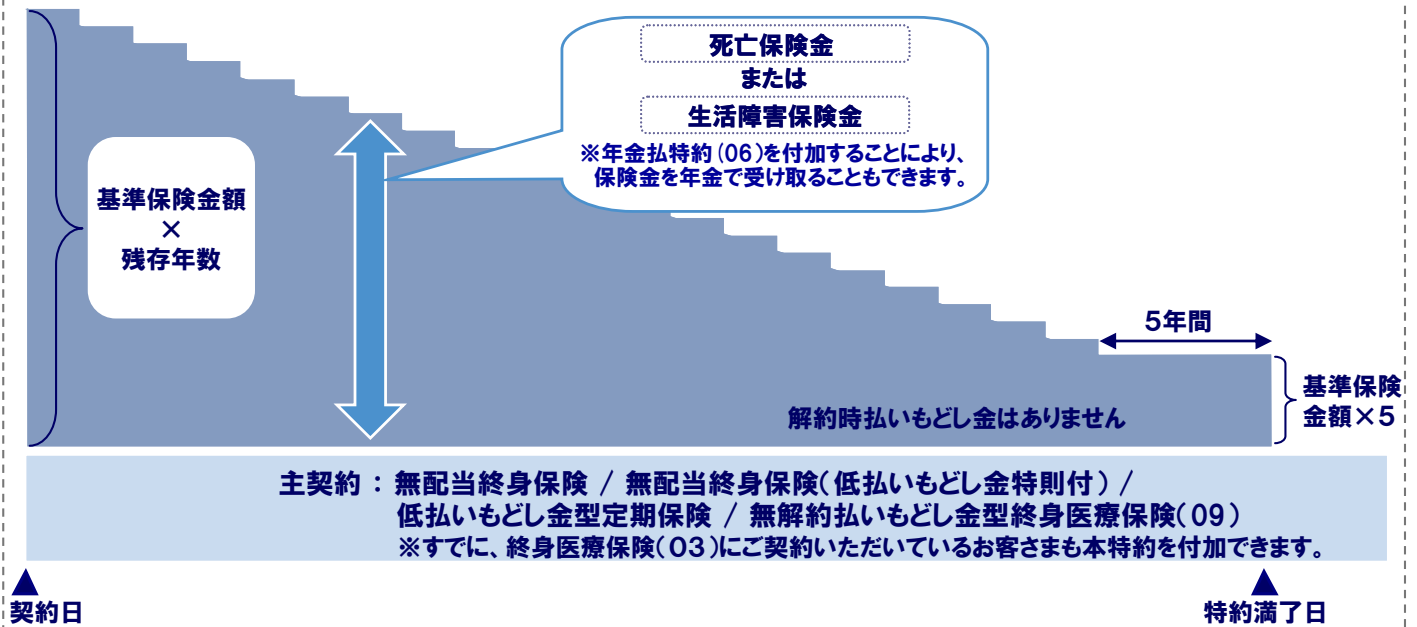 死亡保険金
または
生活障害保険金
※年金払特約(06)を付加することにより、
保険金を年金で受け取ることもできます。
基準保険金額
×
残存年数
5年間
基準保険
金額×5
解約時払いもどし金はありません
主契約 : 無配当終身保険 / 無配当終身保険(低払いもどし金特則付) /
低払いもどし金型定期保険 / 無解約払いもどし金型終身医療保険(09)
※すでに、終身医療保険(03)にご契約いただいているお客さまも本特約を付加できます。
契約日
特約満了日